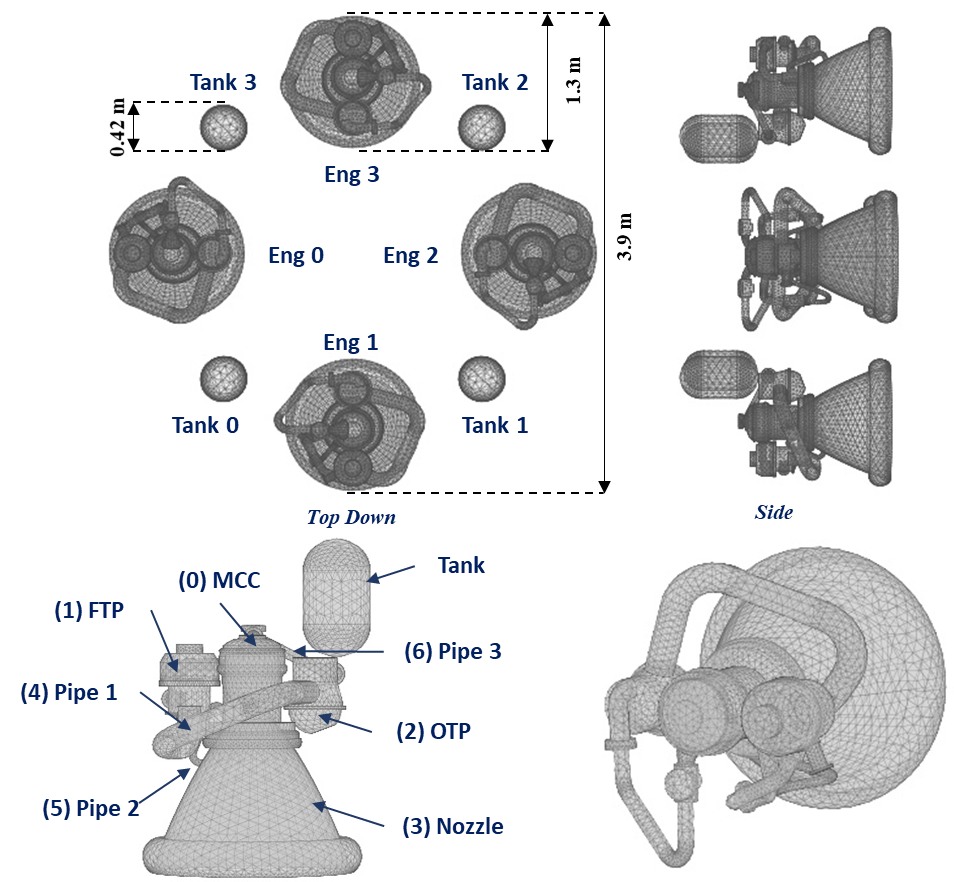 Tank 3
Tank 2
0.42 m
1.3 m
Eng 3
Eng 0
Eng 2
3.9 m
Eng 1
Tank 0
Tank 1
Top Down
Side
(0) MCC
Tank
(1) FTP
(6) Pipe 3
(4) Pipe 1
(2) OTP
(5) Pipe 2
(3) Nozzle